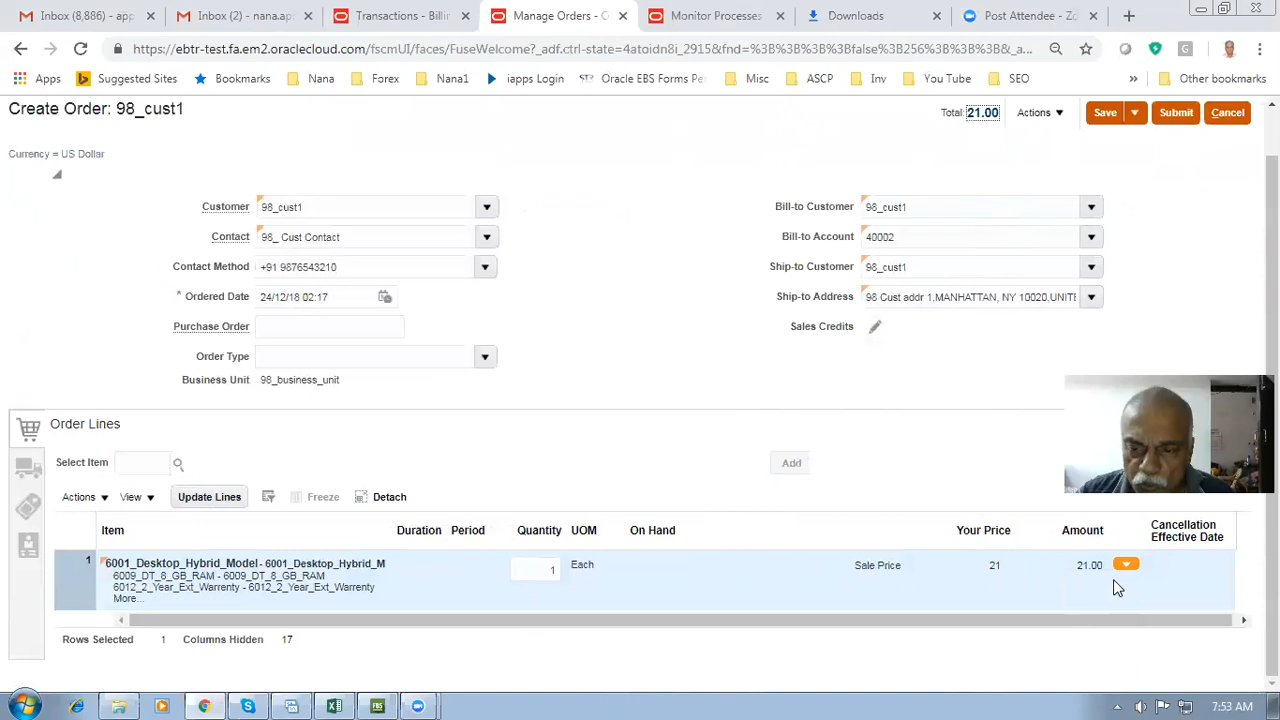 Inbox (6,886) - app
Inbox (2) - nana.ap
Transactions - Billin
Manage Orders - O
Monitor Processes
Downloads
Post Attendee - Zo
https://ebtr-test.fa.em2.oraclecloud.com/fscmUI/faces/FuseWelcome?_adf.ctrl-state=4atoidn8i_2915&fnd=%3B%3B%3B%3Bfalse%3B256%3B%3B%3B&_a...
Apps
Suggested Sites
Bookmarks
Nana
Forex
Nana1
iapps Login
Oracle EBS Forms Pe
Misc
ASCP
Inv
You Tube
SEO
»
Other bookmarks
Create Order: 98_cust1
Total: 21.00
Actions
Save
Submit
Cancel
Currency = US Dollar
Customer 98_cust1
Bill-to Customer 98_cust1
Contact 98_ Cust Contact
Bill-to Account 40002
Contact Method +91 9876543210
Ship-to Customer 98_cust1
* Ordered Date 24/12/18 02:17
Ship-to Address 98 Cust addr 1,MANHATTAN, NY 10020,UNITE
Purchase Order
Sales Credits
Order Type
Business Unit 98_business_unit
Order Lines
Select Item
Add
Actions
View
Update Lines
Freeze
Detach
Item Duration Period Quantity UOM On Hand Your Price Amount Cancellation Effective Date
1 6001_Desktop_Hybrid_Model - 6001_Desktop_Hybrid_M 1 Each Sale Price 21 21.00
6009_DT_8_GB_RAM - 6009_DT_8_GB_RAM
6012_2_Year_Ext_Warrenty - 6012_2_Year_Ext_Warrenty
More...
Rows Selected 1 Columns Hidden 17
7:53 AM